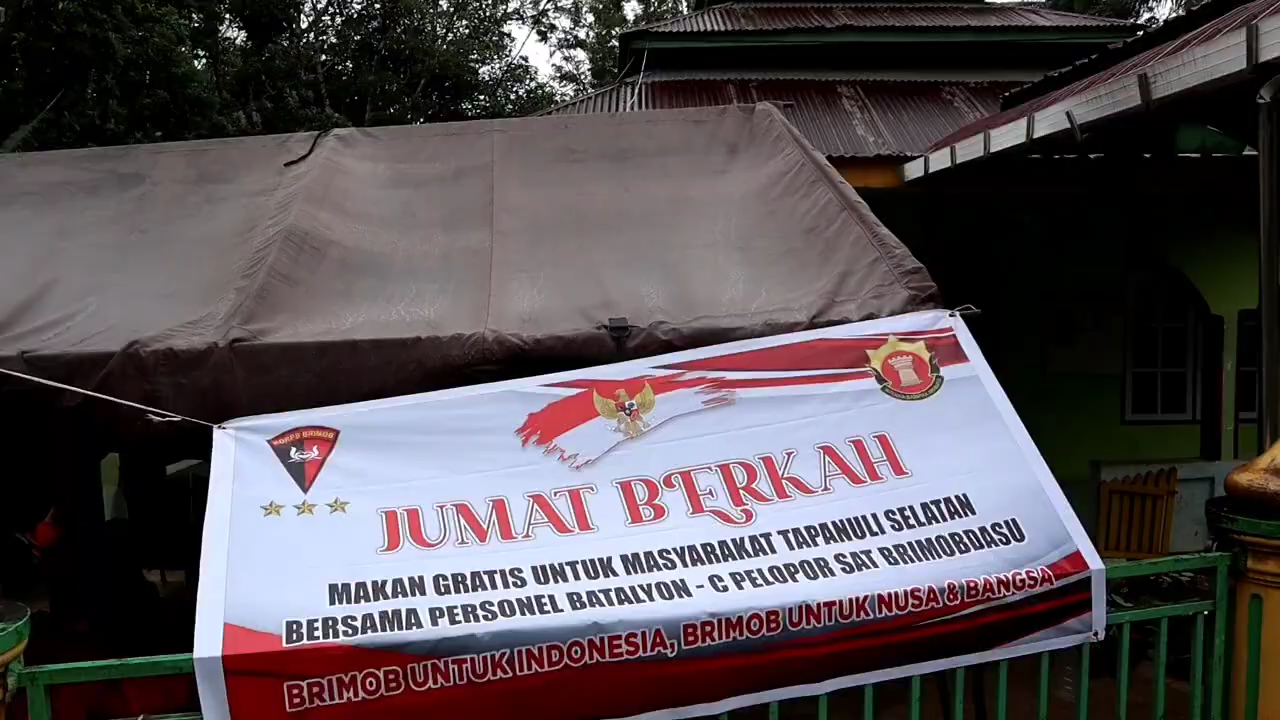 KORPS BRIMOB
JUMAT BERKAH
MAKAN GRATIS UNTUK MASYARAKAT TAPANULI SELATAN
BERSAMA PERSONEL BATALYON - C PELOPOR SAT BRIMOBDASU
BRIMOB UNTUK INDONESIA, BRIMOB UNTUK NUSA & BANGSA